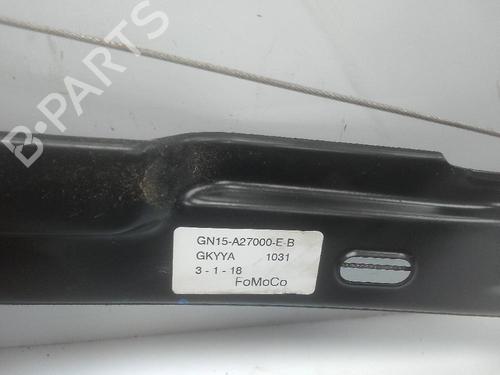 B-PARTS
GN15-A27000-E-B
GKYYA 1031
3 - 1 - 18
FoMoCo